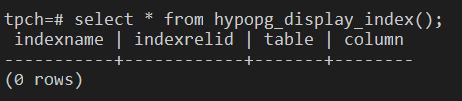 tpch=# select * from hypopg_display_index();
 indexname | indexrelid | table | column
-----------+------------+-------+--------
(0 rows)